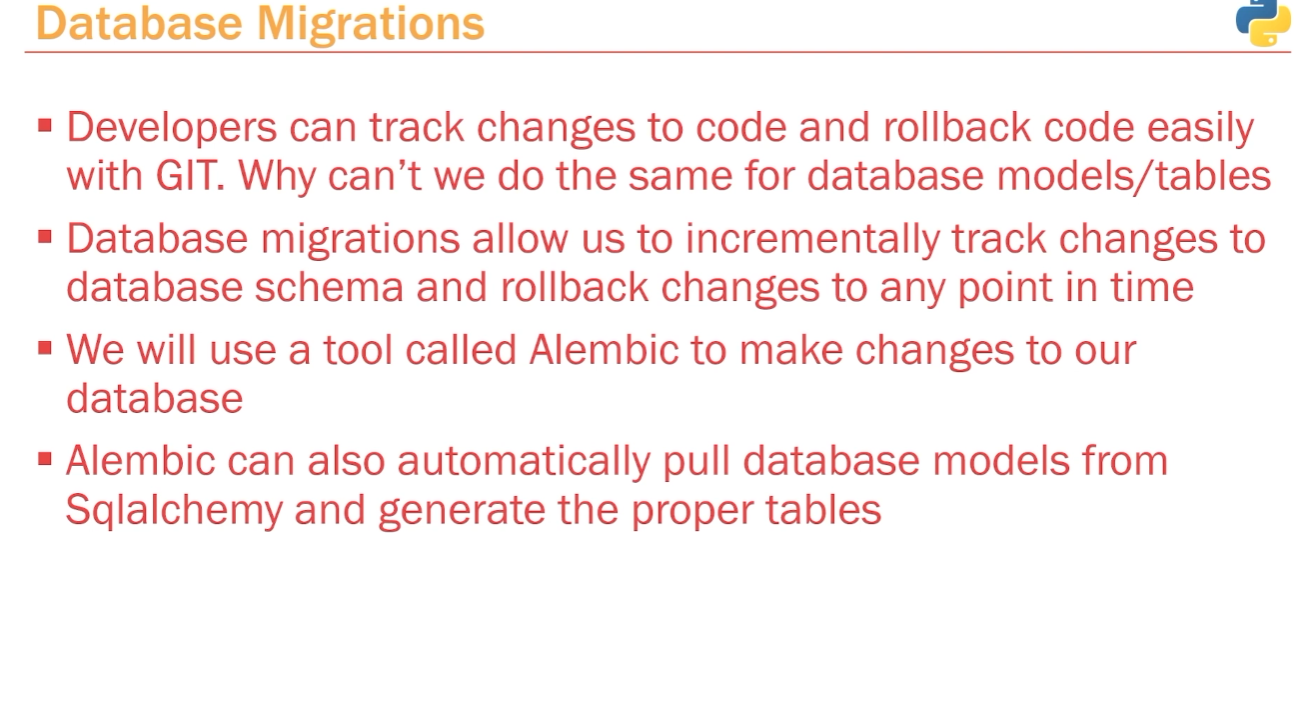 Database Migrations
▪ Developers can track changes to code and rollback code easily
with GIT. Why can’t we do the same for database models/tables
▪ Database migrations allow us to incrementally track changes to
database schema and rollback changes to any point in time
▪ We will use a tool called Alembic to make changes to our
database
▪ Alembic can also automatically pull database models from
Sqlalchemy and generate the proper tables